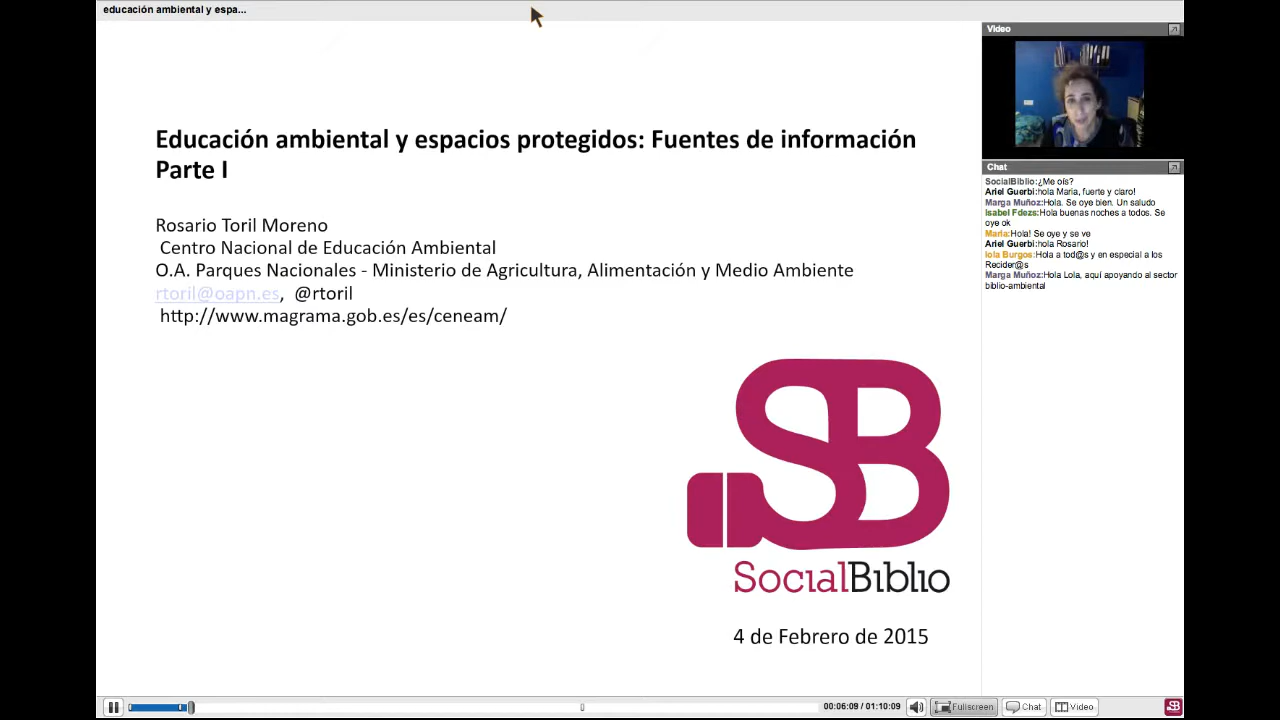 educación ambiental y espa...
Educación ambiental y espacios protegidos: Fuentes de información
Parte I
Rosario Toril Moreno
Centro Nacional de Educación Ambiental
O.A. Parques Nacionales - Ministerio de Agricultura, Alimentación y Medio Ambiente
rtoril@oapn.es, @rtoril
http://www.magrama.gob.es/es/ceneam/
SB
SocialBiblio
4 de Febrero de 2015
Video
Chat
SocialBiblio:¿Me oís?
Ariel Guerbi:hola Maria, fuerte y claro!
Marga Muñoz:Hola. Se oye bien. Un saludo
Isabel Fdezs:Hola buenas noches a todos. Se
oye ok
María:Hola! Se oye y se ve
Ariel Guerbi:hola Rosario!
lola Burgos:Hola a tod@s y en especial a los
Recider@s
Marga Muñoz:Hola Lola, aquí apoyando al sector
biblio-ambiental
00:06:09 / 01:10:09
Fullscreen
Chat
Video
SB